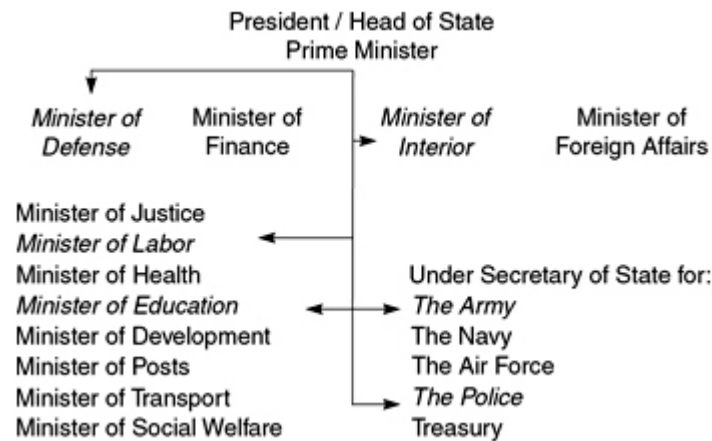 President / Head of State
Prime Minister
Minister of
Defense
Minister of
Finance
Minister of
Interior
Minister of
Foreign Affairs
Minister of Justice
Minister of Labor
Minister of Health
Minister of Education
Minister of Development
Minister of Posts
Minister of Transport
Minister of Social Welfare
Under Secretary of State for:
The Army
The Navy
The Air Force
The Police
Treasury